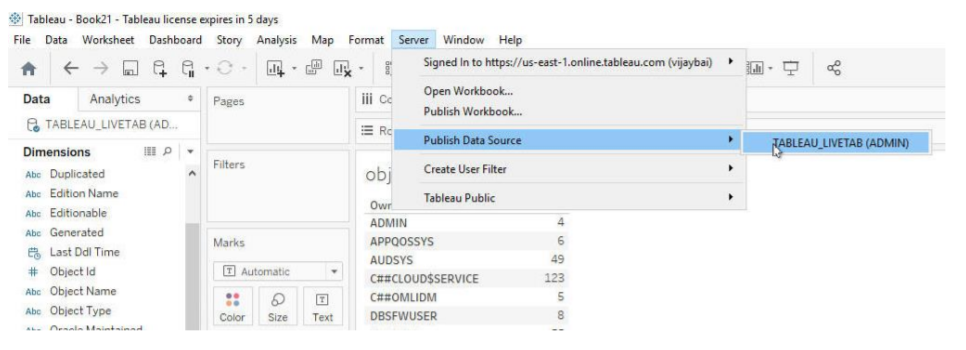 Tableau - Book21 - Tableau license expires in 5 days
File Data Worksheet Dashboard Story Analysis Map Format Server Window Help
Signed In to https://us-east-1.online.tableau.com (vijaybai)
Open Workbook...
Publish Workbook...
Publish Data Source
TABLEAU_LIVETAB (ADMIN)
Create User Filter
Tableau Public
Data Analytics
TABLEAU_LIVETAB (AD...
Dimensions
Abc Duplicated
Abc Edition Name
Abc Editionable
Abc Generated
Last Ddl Time
# Object Id
Abc Object Name
Abc Object Type
Abc Oracle Maintained
Pages
Filters
Marks
Automatic
Color Size Text
iii Co
Ro
obj
Own
ADMIN 4
APPQOSSYS 6
AUDSYS 49
C##CLOUD$SERVICE 123
C##OMLIDM 5
DBSFWUSER 8